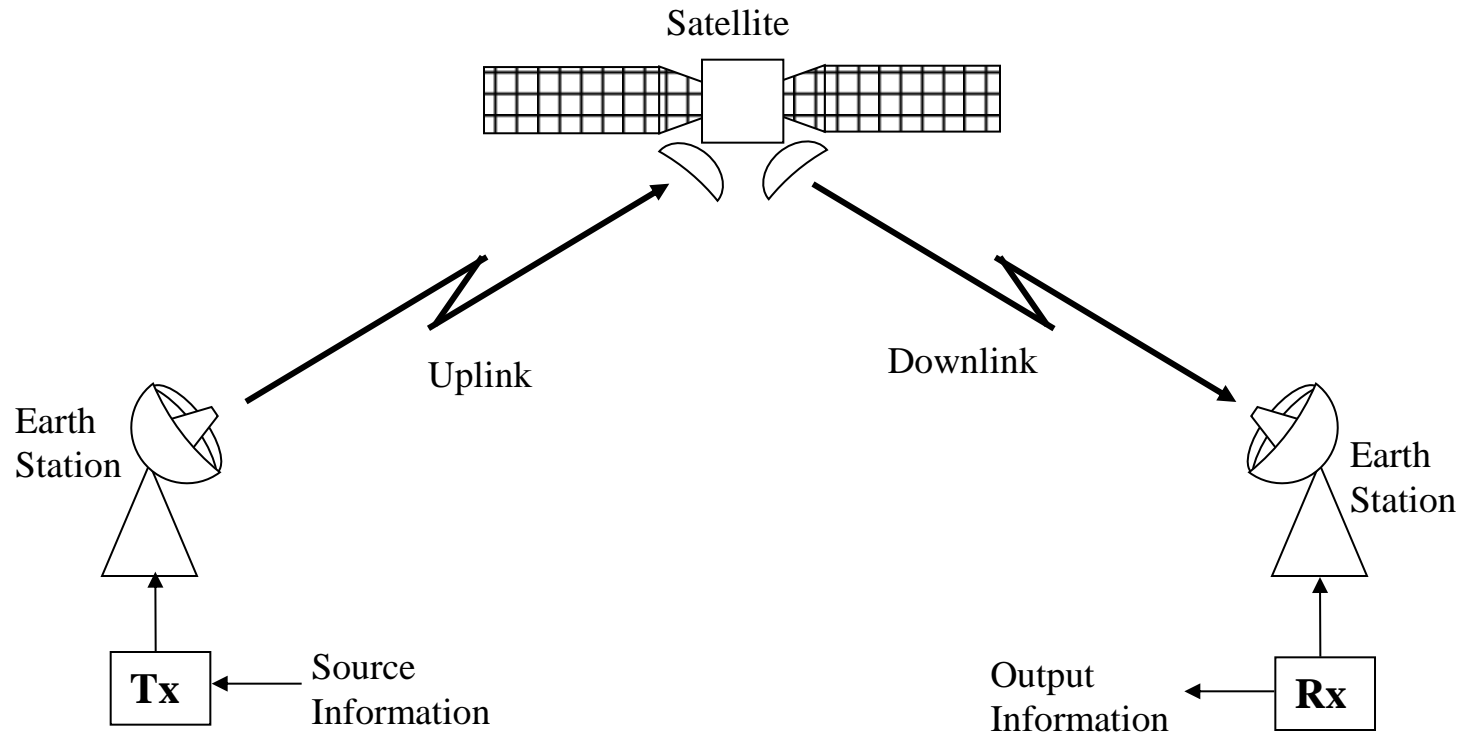 Satellite
Uplink
Downlink
Earth
Station
Earth
Station
Tx
Source
Information
Output
Information
Rx